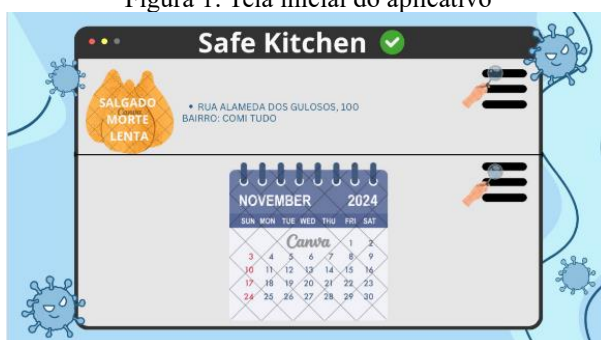 Figura 1: Tela inicial do aplicativo
Safe Kitchen
SALGADO
Canva
MORTE
LENTA
• RUA ALAMEDA DOS GULOSOS, 100
BAIRRO: COMI TUDO
NOVEMBER 2024
SUN MON TUE WED THU FRI SAT
Canva 1 2
3 4 5 6 7 8 9
10 11 12 13 14 15 16
17 18 19 20 21 22 23
24 25 26 27 28 29 30